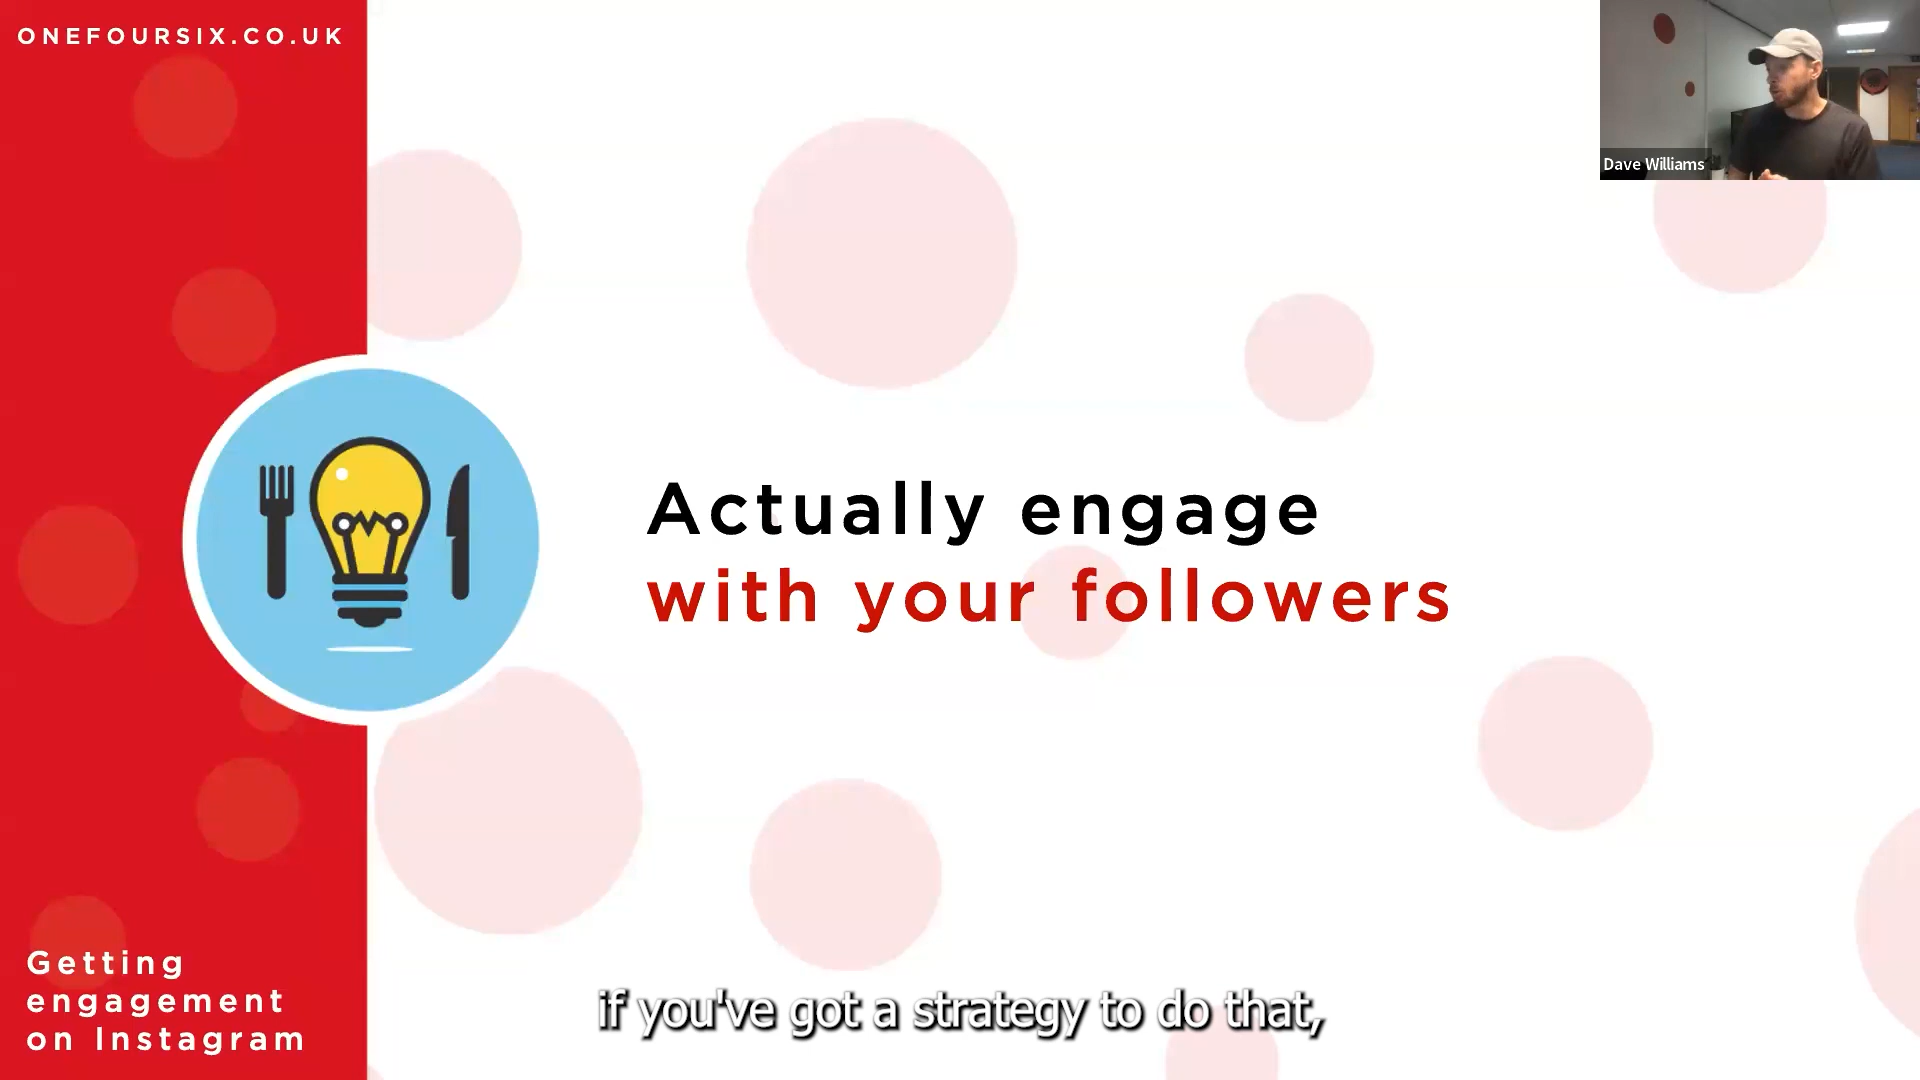 ONEFOURSIX.CO.UK
Dave Williams
Actually engage
with your followers
Getting
engagement
on Instagram
if you've got a strategy to do that,